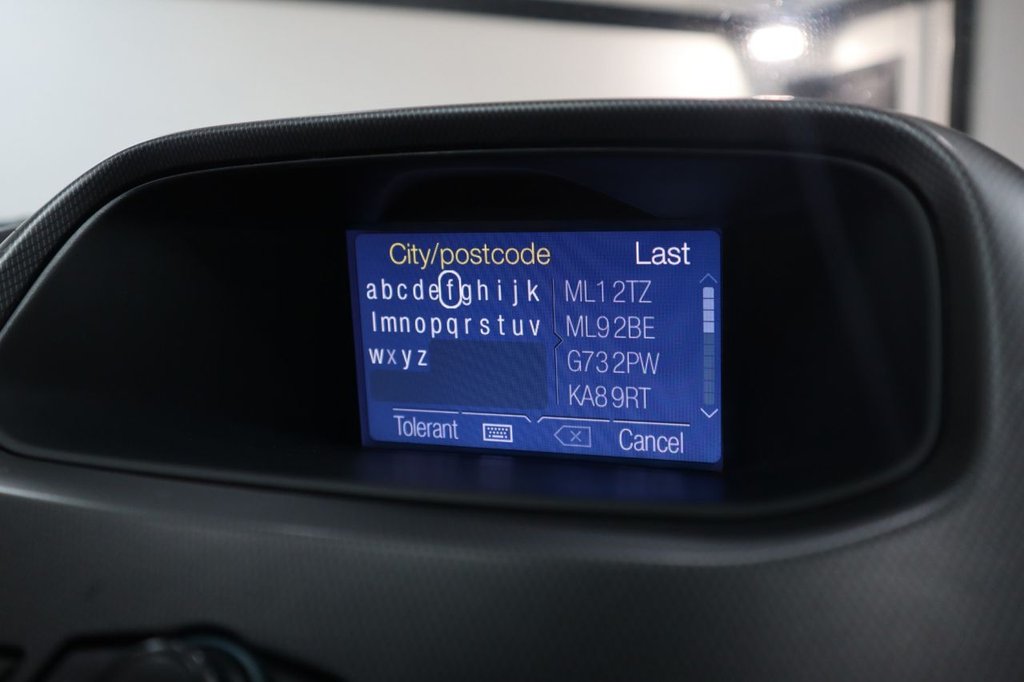 City/postcode Last
abcdefghijk
lmnopqrstuv
wxyz
ML1 2TZ
ML9 2BE
G73 2PW
KA8 9RT
Tolerant Cancel